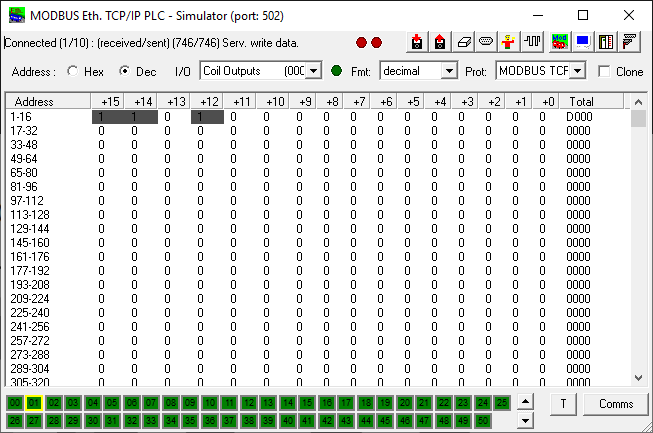 MODBUS Eth. TCP/IP PLC - Simulator (port: 502)
Connected (1/10) : (received/sent) (746/746) Serv. write data.
Address : Hex Dec I/O Coil Outputs (000 Fmt: decimal Prot: MODBUS TCP Clone
Address +15 +14 +13 +12 +11 +10 +9 +8 +7 +6 +5 +4 +3 +2 +1 +0 Total
1-16 1 1 0 1 0 0 0 0 0 0 0 0 0 0 0 0 D000
17-32 0 0 0 0 0 0 0 0 0 0 0 0 0 0 0 0 0000
33-48 0 0 0 0 0 0 0 0 0 0 0 0 0 0 0 0 0000
49-64 0 0 0 0 0 0 0 0 0 0 0 0 0 0 0 0 0000
65-80 0 0 0 0 0 0 0 0 0 0 0 0 0 0 0 0 0000
81-96 0 0 0 0 0 0 0 0 0 0 0 0 0 0 0 0 0000
97-112 0 0 0 0 0 0 0 0 0 0 0 0 0 0 0 0 0000
113-128 0 0 0 0 0 0 0 0 0 0 0 0 0 0 0 0 0000
129-144 0 0 0 0 0 0 0 0 0 0 0 0 0 0 0 0 0000
145-160 0 0 0 0 0 0 0 0 0 0 0 0 0 0 0 0 0000
161-176 0 0 0 0 0 0 0 0 0 0 0 0 0 0 0 0 0000
177-192 0 0 0 0 0 0 0 0 0 0 0 0 0 0 0 0 0000
193-208 0 0 0 0 0 0 0 0 0 0 0 0 0 0 0 0 0000
209-224 0 0 0 0 0 0 0 0 0 0 0 0 0 0 0 0 0000
225-240 0 0 0 0 0 0 0 0 0 0 0 0 0 0 0 0 0000
241-256 0 0 0 0 0 0 0 0 0 0 0 0 0 0 0 0 0000
257-272 0 0 0 0 0 0 0 0 0 0 0 0 0 0 0 0 0000
273-288 0 0 0 0 0 0 0 0 0 0 0 0 0 0 0 0 0000
289-304 0 0 0 0 0 0 0 0 0 0 0 0 0 0 0 0 0000
305-320 0 0 0 0 0 0 0 0 0 0 0 0 0 0 0 0 0000
00 01 02 03 04 05 06 07 08 09 10 11 12 13 14 15 16 17 18 19 20 21 22 23 24 25 T Comms
26 27 28 29 30 31 32 33 34 35 36 37 38 39 40 41 42 43 44 45 46 47 48 49 50